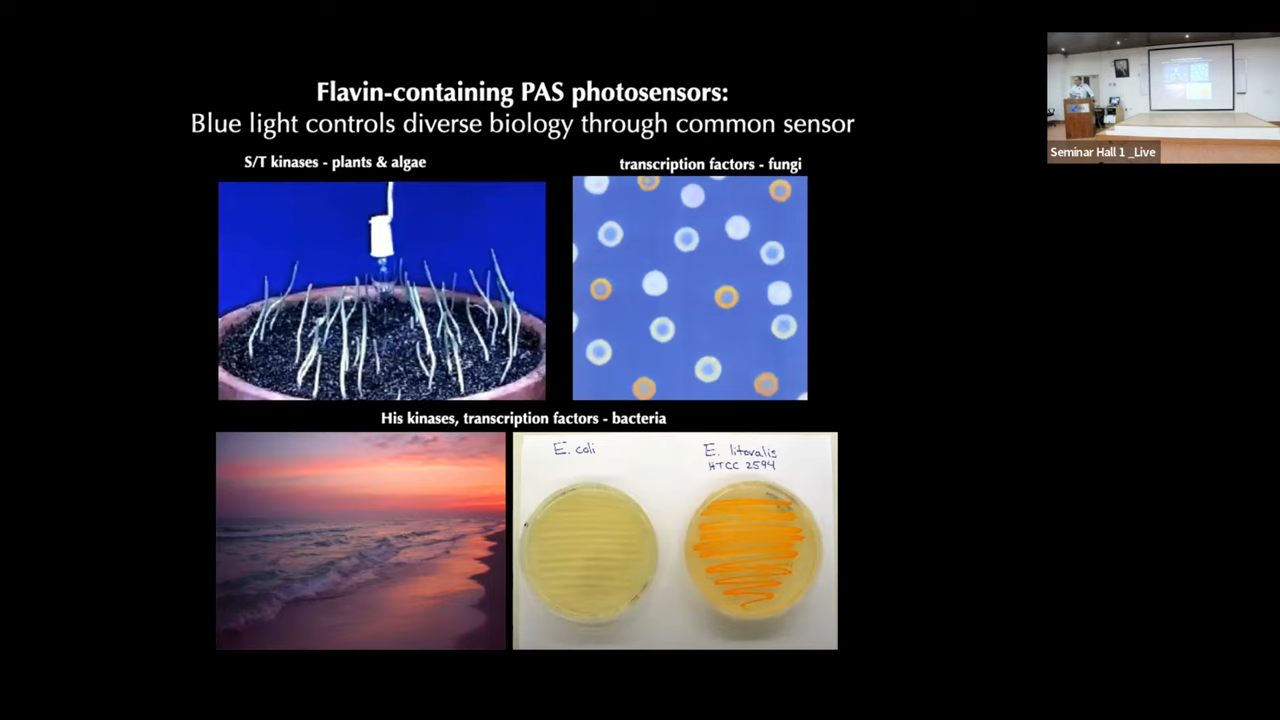 Flavin-containing PAS photosensors:
Blue light controls diverse biology through common sensor
S/T kinases - plants & algae
transcription factors - fungi
His kinases, transcription factors - bacteria
E. coli
E. litoralis
HTCC 2594
Seminar Hall 1 _Live